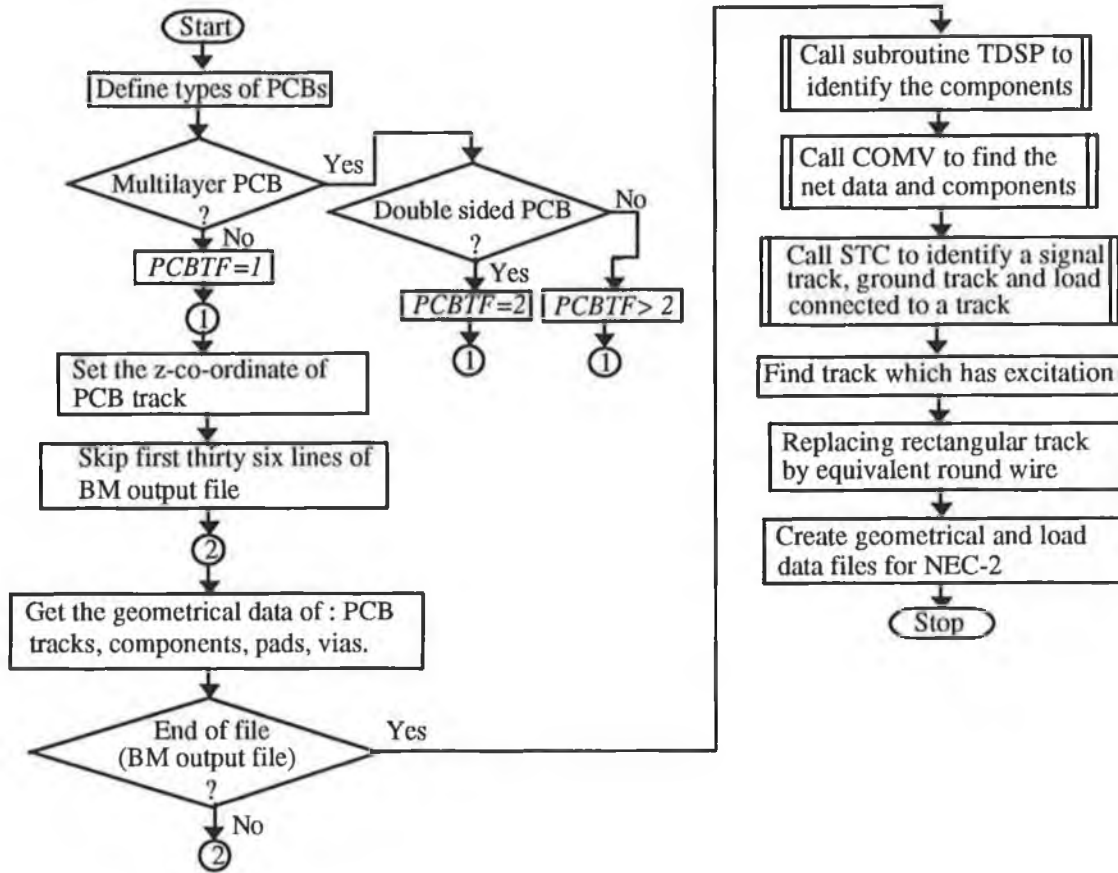 Start
Define types of PCBs
Multilayer PCB
?
Yes
No
PCBTF=1
1
Double sided PCB
?
No
Yes
PCBTF=2
PCBTF> 2
1
1
Set the z-co-ordinate of
PCB track
Skip first thirty six lines of
BM output file
2
Get the geometrical data of : PCB
tracks, components, pads, vias.
End of file
(BM output file)
?
Yes
No
2
Call subroutine TDSP to
identify the components
Call COMV to find the
net data and components
Call STC to identify a signal
track, ground track and load
connected to a track
Find track which has excitation
Replacing rectangular track
by equivalent round wire
Create geometrical and load
data files for NEC-2
Stop